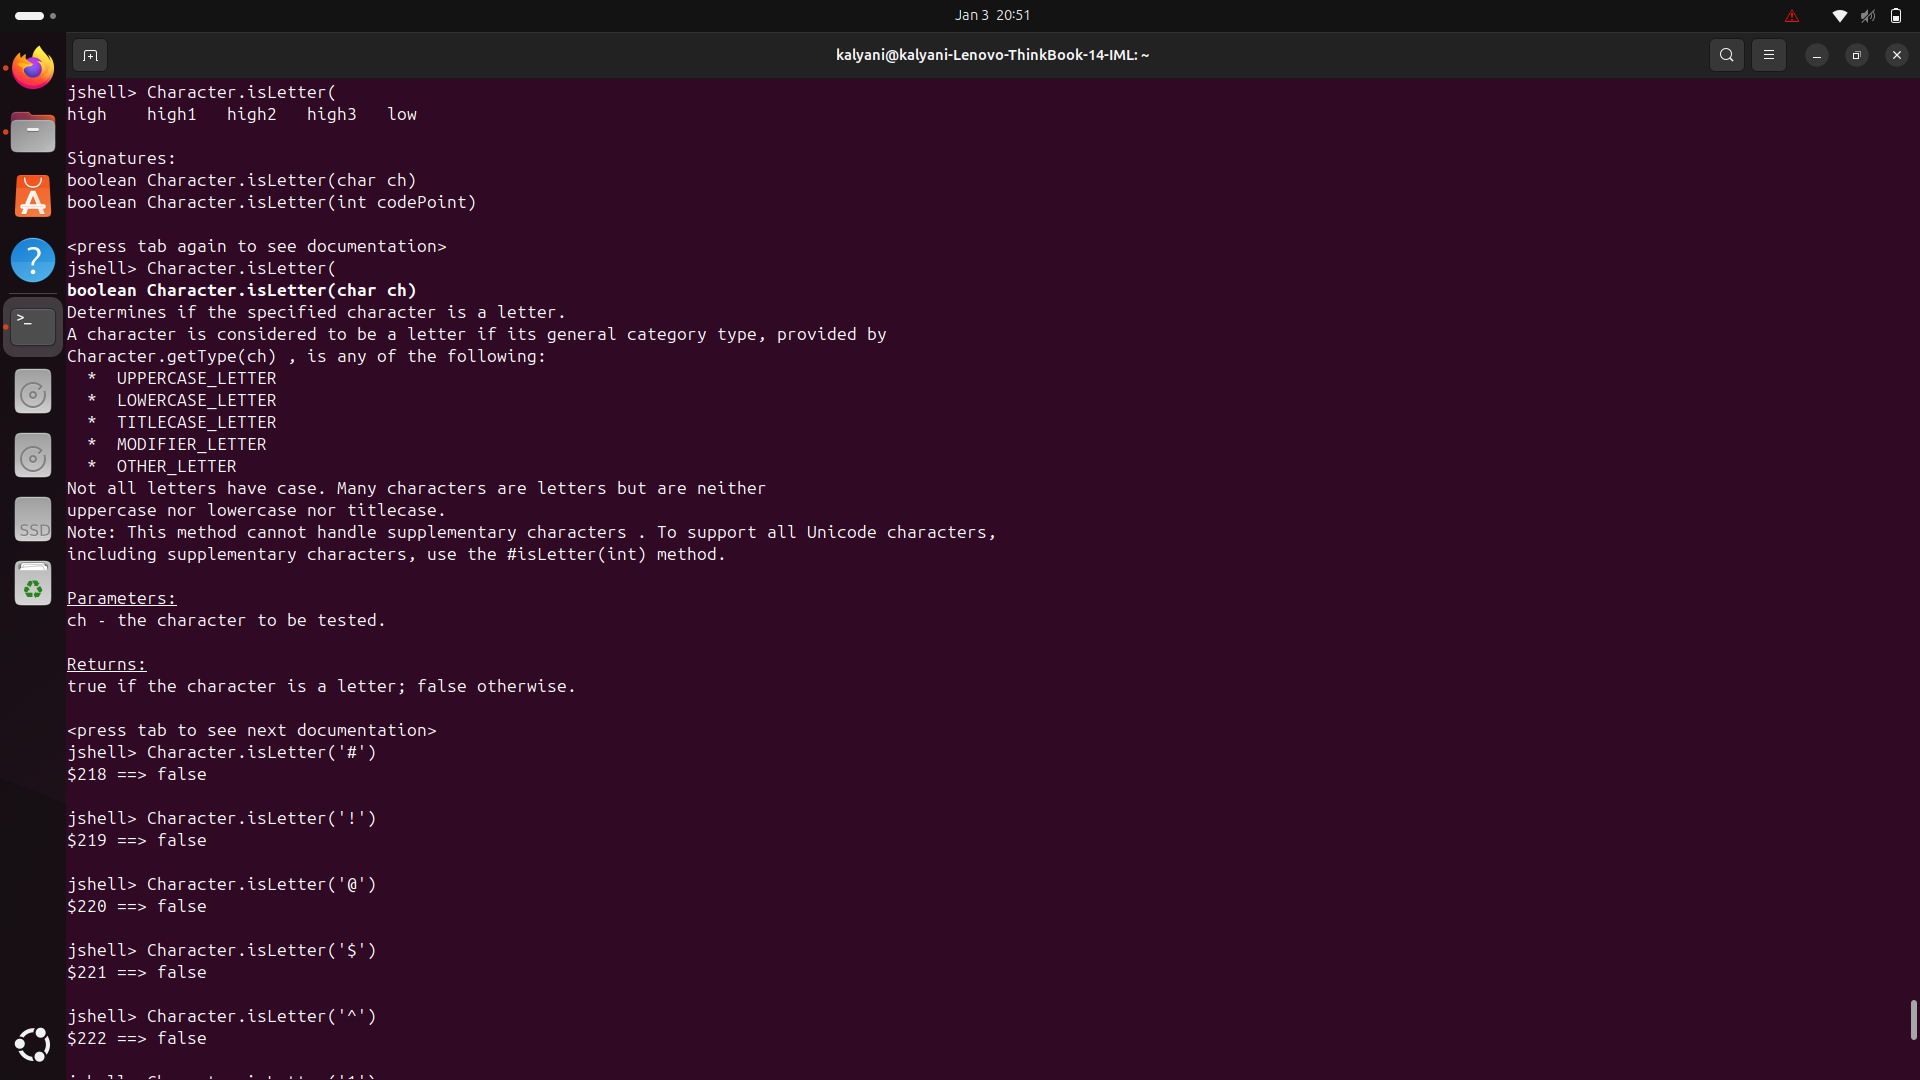 Jan 3 20:51
kalyani@kalyani-Lenovo-ThinkBook-14-IML: ~
jshell> Character.isLetter(
high    high1   high2   high3   low

Signatures:
boolean Character.isLetter(char ch)
boolean Character.isLetter(int codePoint)

<press tab again to see documentation>
jshell> Character.isLetter(
boolean Character.isLetter(char ch)
Determines if the specified character is a letter.
A character is considered to be a letter if its general category type, provided by
Character.getType(ch) , is any of the following:
  *  UPPERCASE_LETTER
  *  LOWERCASE_LETTER
  *  TITLECASE_LETTER
  *  MODIFIER_LETTER
  *  OTHER_LETTER
Not all letters have case. Many characters are letters but are neither
uppercase nor lowercase nor titlecase.
Note: This method cannot handle supplementary characters . To support all Unicode characters,
including supplementary characters, use the #isLetter(int) method.

Parameters:
ch - the character to be tested.

Returns:
true if the character is a letter; false otherwise.

<press tab to see next documentation>
jshell> Character.isLetter('#')
$218 ==> false

jshell> Character.isLetter('!')
$219 ==> false

jshell> Character.isLetter('@')
$220 ==> false

jshell> Character.isLetter('$')
$221 ==> false

jshell> Character.isLetter('^')
$222 ==> false
SSD